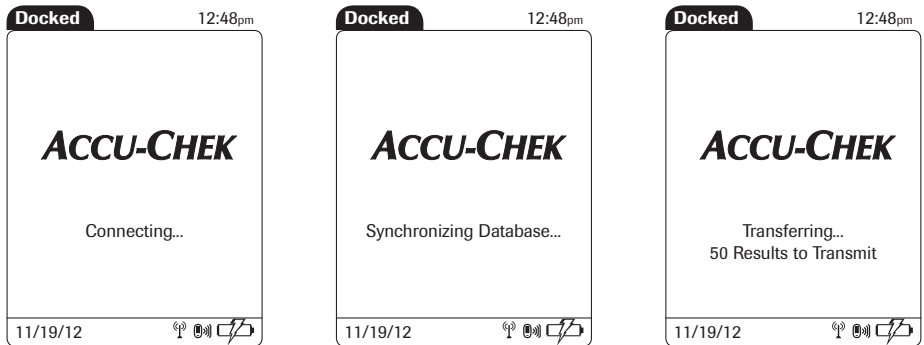 Docked 12:48pm
ACCU-CHEK
Connecting...
11/19/12
Docked 12:48pm
ACCU-CHEK
Synchronizing Database...
11/19/12
Docked 12:48pm
ACCU-CHEK
Transferring...
50 Results to Transmit
11/19/12